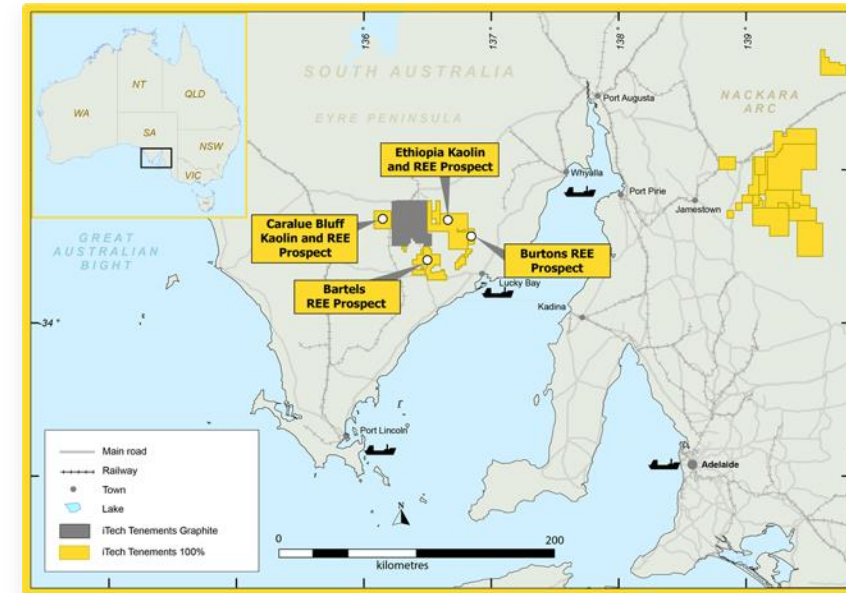 136 °
137 °
138 °
139 °
NT
QLD
WA
SA
NSW
VIC
SOUTH AUSTRALIA
EYRE PENINSULA
NACKARA
ARC
Port Augusta
Ethiopia Kaolin
and REE Prospect
Whyalla
Port Pirie
Jamestown
Caralue Bluff
Kaolin and REE
Prospect
GREAT
AUSTRALIAN
BIGHT
Burtons REE
Prospect
Bartels
REE Prospect
Lucky Bay
Kadina
-34 °
Port Lincoln
Adelaide
Main road
Railway
Town
Lake
iTech Tenements Graphite
iTech Tenements 100%
N
0
200
kilometres